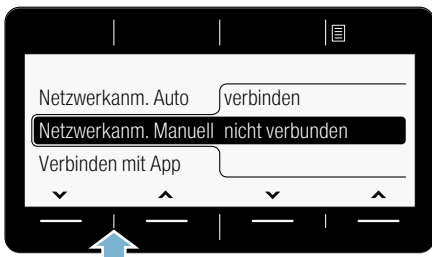 Netzwerkanm. Auto verbinden
Netzwerkanm. Manuell nicht verbunden
Verbinden mit App